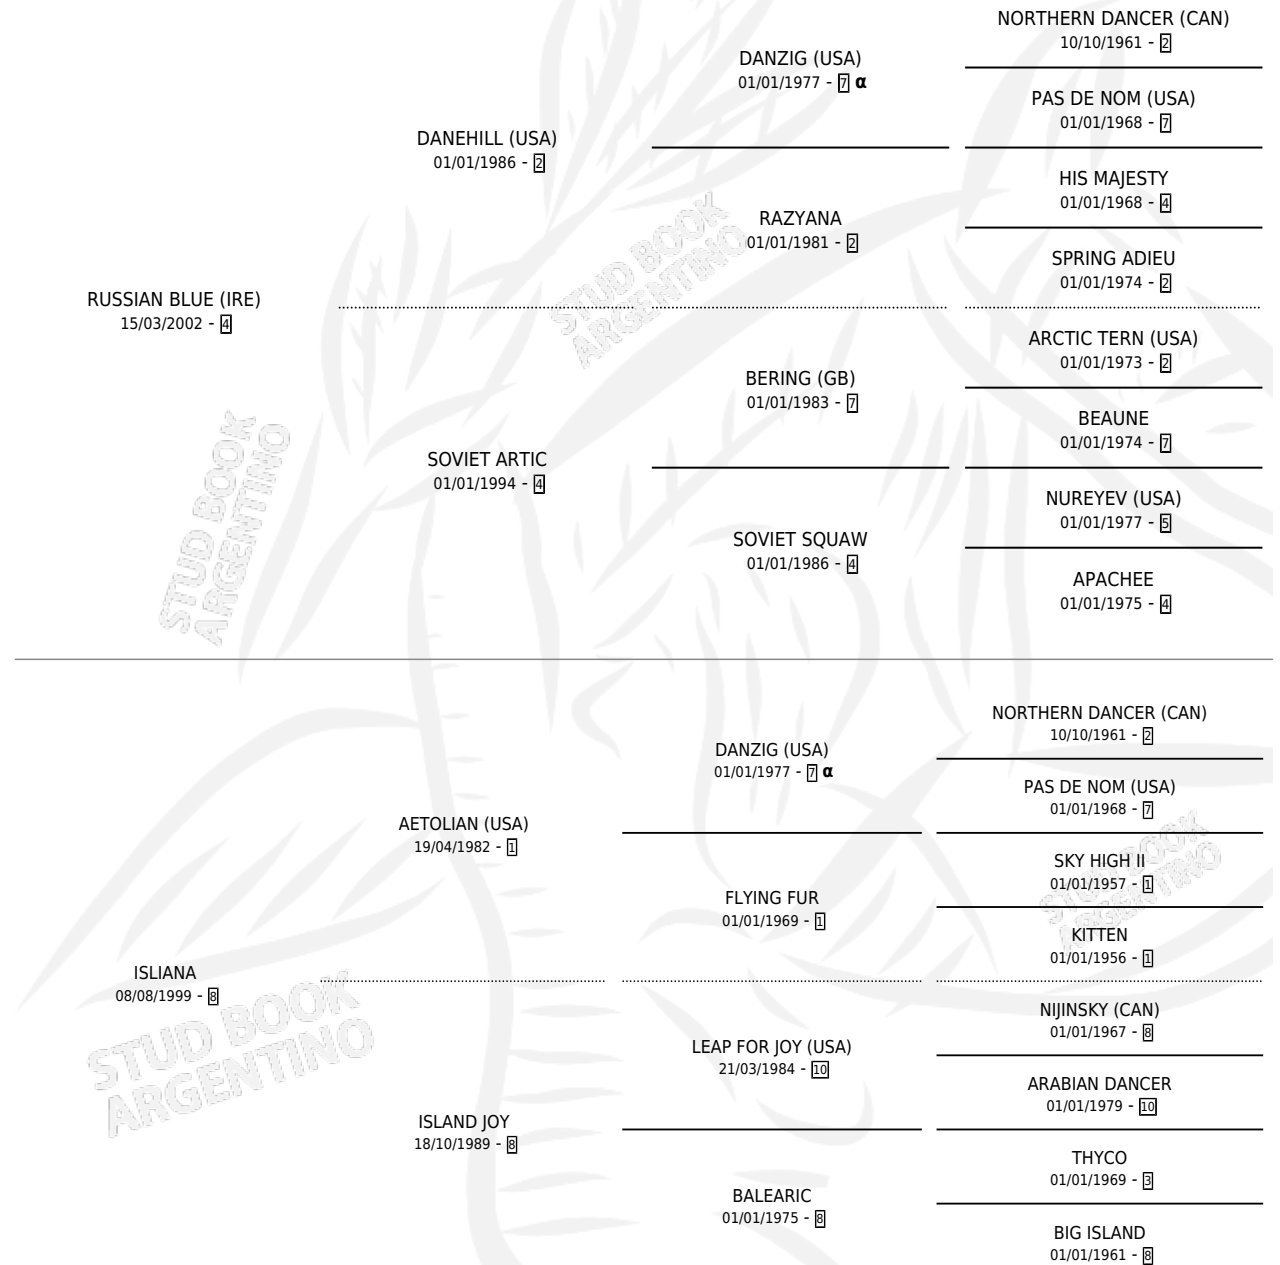 NORTHERN DANCER (CAN)
10/10/1961 - 2
DANZIG (USA)
01/01/1977 - 7 α
PAS DE NOM (USA)
01/01/1968 - 7
DANEHILL (USA)
01/01/1986 - 2
HIS MAJESTY
01/01/1968 - 4
RAZYANA
01/01/1981 - 2
SPRING ADIEU
01/01/1974 - 2
RUSSIAN BLUE (IRE)
15/03/2002 - 4
STUD BOOK
ARGENTINO
ARCTIC TERN (USA)
01/01/1973 - 2
BERING (GB)
01/01/1983 - 7
BEAUNE
01/01/1974 - 7
SOVIET ARTIC
01/01/1994 - 4
NUREYEV (USA)
01/01/1977 - 5
SOVIET SQUAW
01/01/1986 - 4
APACHEE
01/01/1975 - 4
STUD BOOK
ARGENTINO
NORTHERN DANCER (CAN)
10/10/1961 - 2
DANZIG (USA)
01/01/1977 - 7 α
PAS DE NOM (USA)
01/01/1968 - 7
AETOLIAN (USA)
19/04/1982 - 1
SKY HIGH II
01/01/1957 - 1
STUD BOOK
ARGENTINO
FLYING FUR
01/01/1969 - 1
KITTEN
01/01/1956 - 1
ISLIANA
08/08/1999 - 8
STUD BOOK
ARGENTINO
NIJINSKY (CAN)
01/01/1967 - 8
LEAP FOR JOY (USA)
21/03/1984 - 10
ARABIAN DANCER
01/01/1979 - 10
ISLAND JOY
18/10/1989 - 8
THYCO
01/01/1969 - 3
BALEARIC
01/01/1975 - 8
BIG ISLAND
01/01/1961 - 8